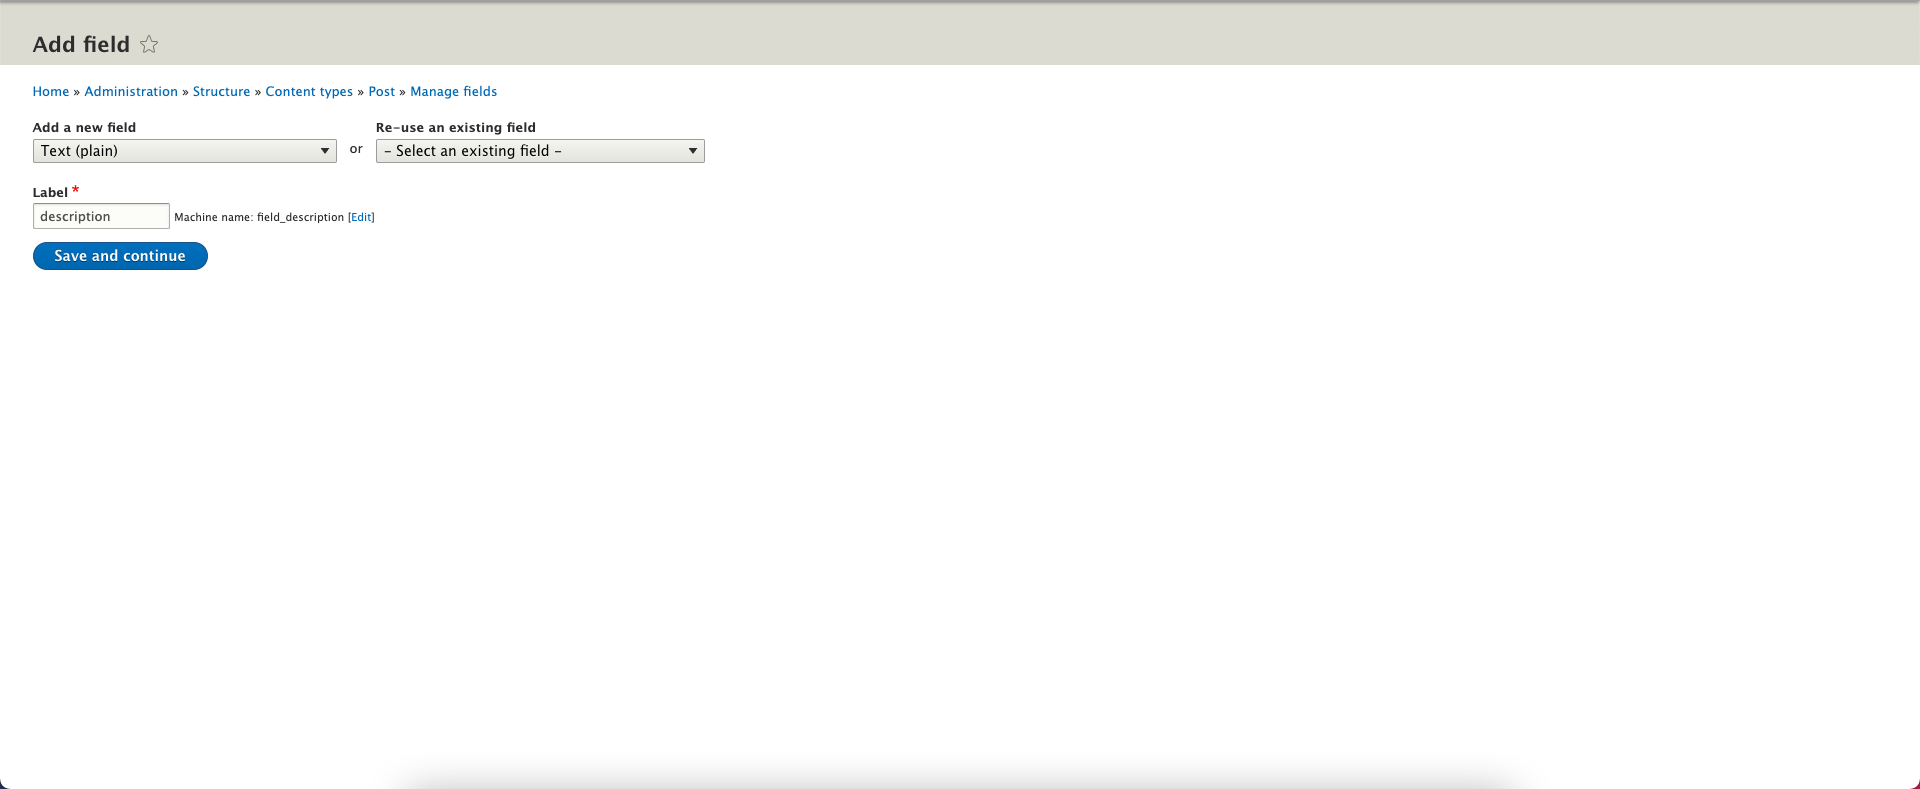 Add field
Home » Administration » Structure » Content types » Post » Manage fields
Add a new field
Re-use an existing field
Text (plain)
or
- Select an existing field -
Label *
description
Machine name: field_description [Edit]
Save and continue